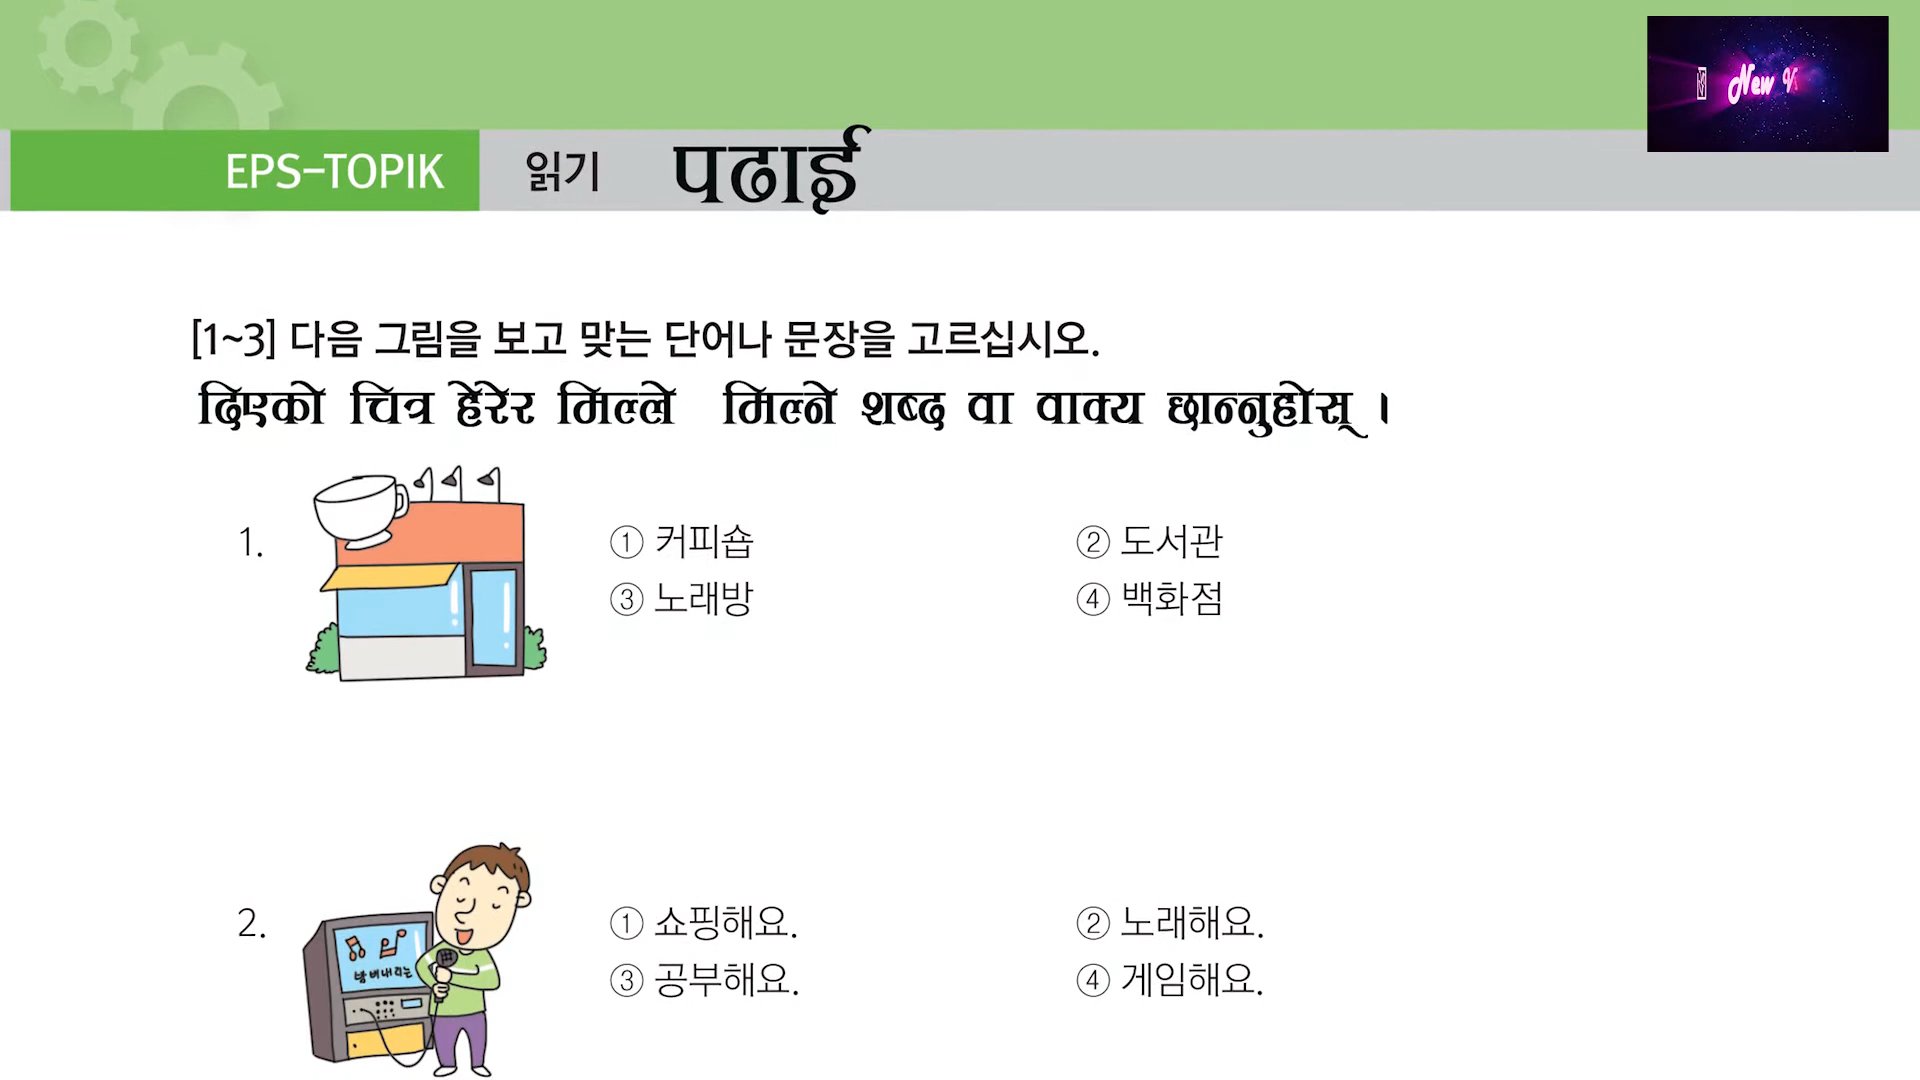 New
EPS-TOPIK 읽기 पढाई
[1~3] 다음 그림을 보고 맞는 단어나 문장을 고르십시오.
दिएको चित्र हेरेर मिल्ले मिल्ने शब्द वा वाक्य छान्नुहोस् ।
1. ① 커피숍 ② 도서관
③ 노래방 ④ 백화점
2. ① 쇼핑해요. ② 노래해요.
③ 공부해요. ④ 게임해요.